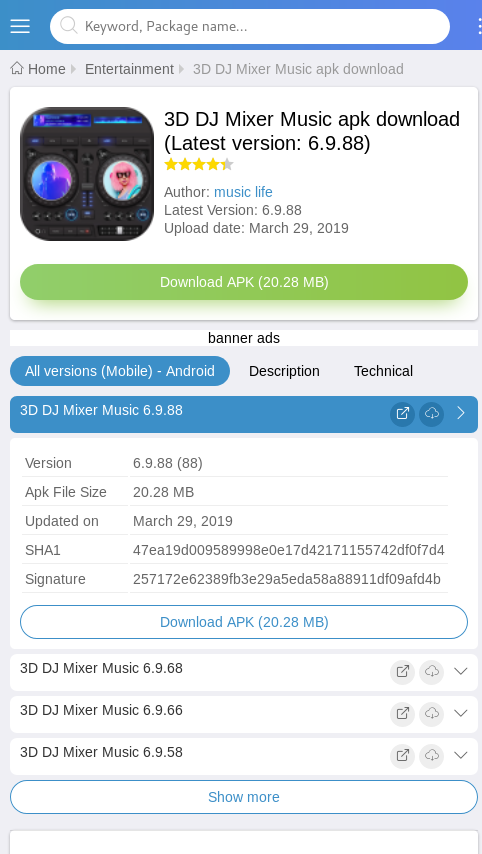 Keyword, Package name...
Home Entertainment 3D DJ Mixer Music apk download
3D DJ Mixer Music apk download
(Latest version: 6.9.88)
Author: music life
Latest Version: 6.9.88
Upload date: March 29, 2019
Download APK (20.28 MB)
banner ads
All versions (Mobile) - Android Description Technical
3D DJ Mixer Music 6.9.88
Version 6.9.88 (88)
Apk File Size 20.28 MB
Updated on March 29, 2019
SHA1 47ea19d009589998e0e17d42171155742df0f7d4
Signature 257172e62389fb3e29a5eda58a88911df09afd4b
Download APK (20.28 MB)
3D DJ Mixer Music 6.9.68
3D DJ Mixer Music 6.9.66
3D DJ Mixer Music 6.9.58
Show more